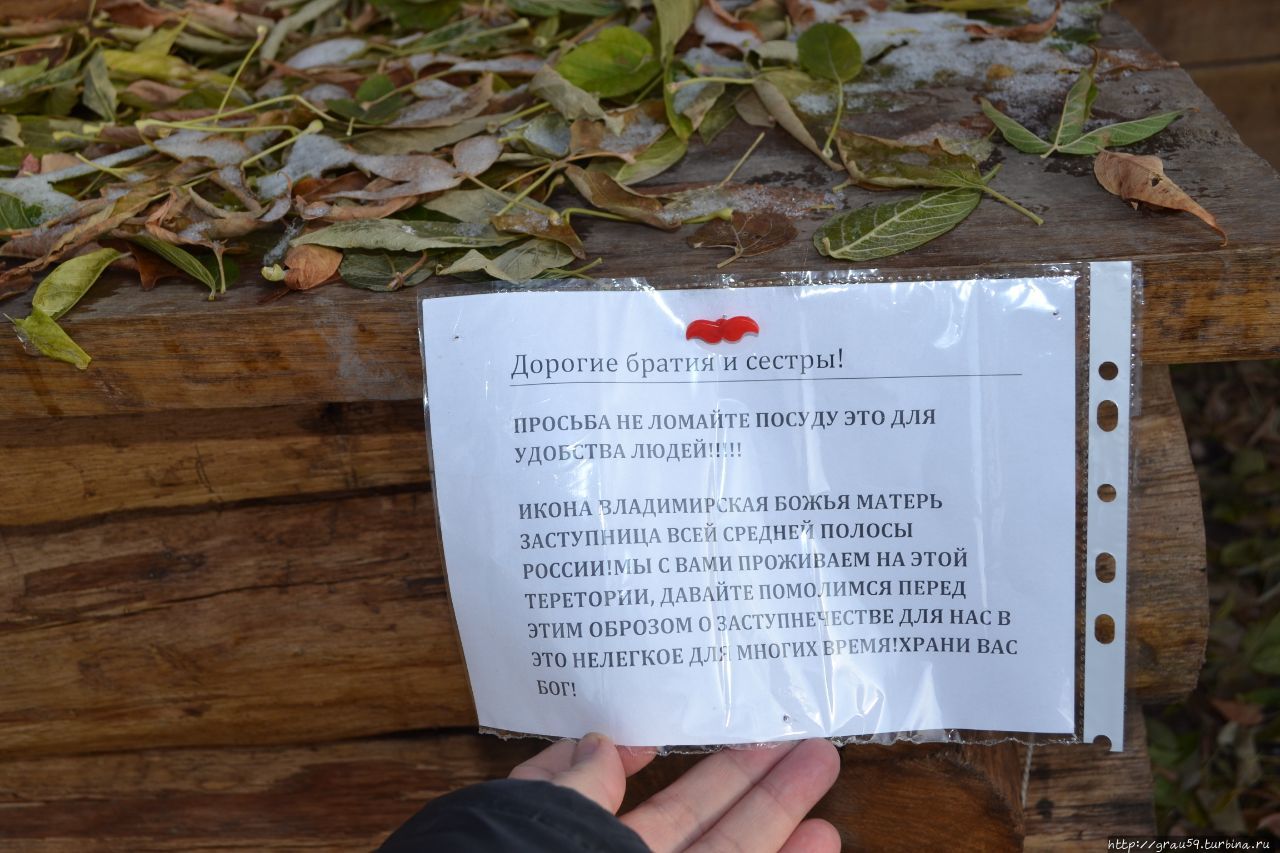 Дорогие братия и сестры!
ПРОСЬБА НЕ ЛОМАЙТЕ ПОСУДУ ЭТО ДЛЯ
УДОБСТВА ЛЮДЕЙ!!!!!
ИКОНА ВЛАДИМИРСКАЯ БОЖЬЯ МАТЕРЬ
ЗАСТУПНИЦА ВСЕЙ СРЕДНЕЙ ПОЛОСЫ
РОССИИ!МЫ С ВАМИ ПРОЖИВАЕМ НА ЭТОЙ
ТЕРЕТОРИИ, ДАВАЙТЕ ПОМОЛИМСЯ ПЕРЕД
ЭТИМ ОБРОЗОМ О ЗАСТУПНЕЧЕСТВЕ ДЛЯ НАС В
ЭТО НЕЛЕГКОЕ ДЛЯ МНОГИХ ВРЕМЯ!ХРАНИ ВАС
БОГ!
http://grau59.turbina.ru